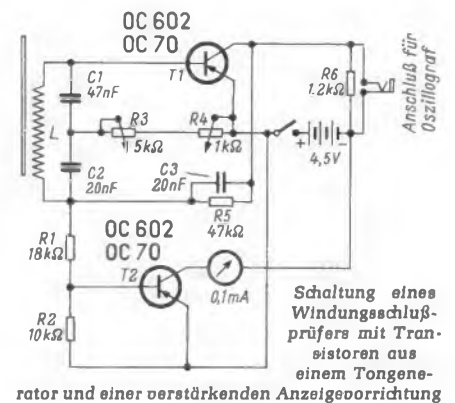 OC 602
OC 70
C1
47nF
T1
R6
1.2kΩ
Anschluß für
Oszillograf
L
R3
5kΩ
R4
1kΩ
+
−
4,5V
C2
20nF
C3
20nF
R5
47kΩ
R1
18kΩ
OC 602
OC 70
T2
0,1mA
R2
10kΩ
Schaltung eines
Windungsschluß-
prüfers mit Tran-
sistoren aus
einem Tongene-
rator und einer verstärkenden Anzeigevorrichtung